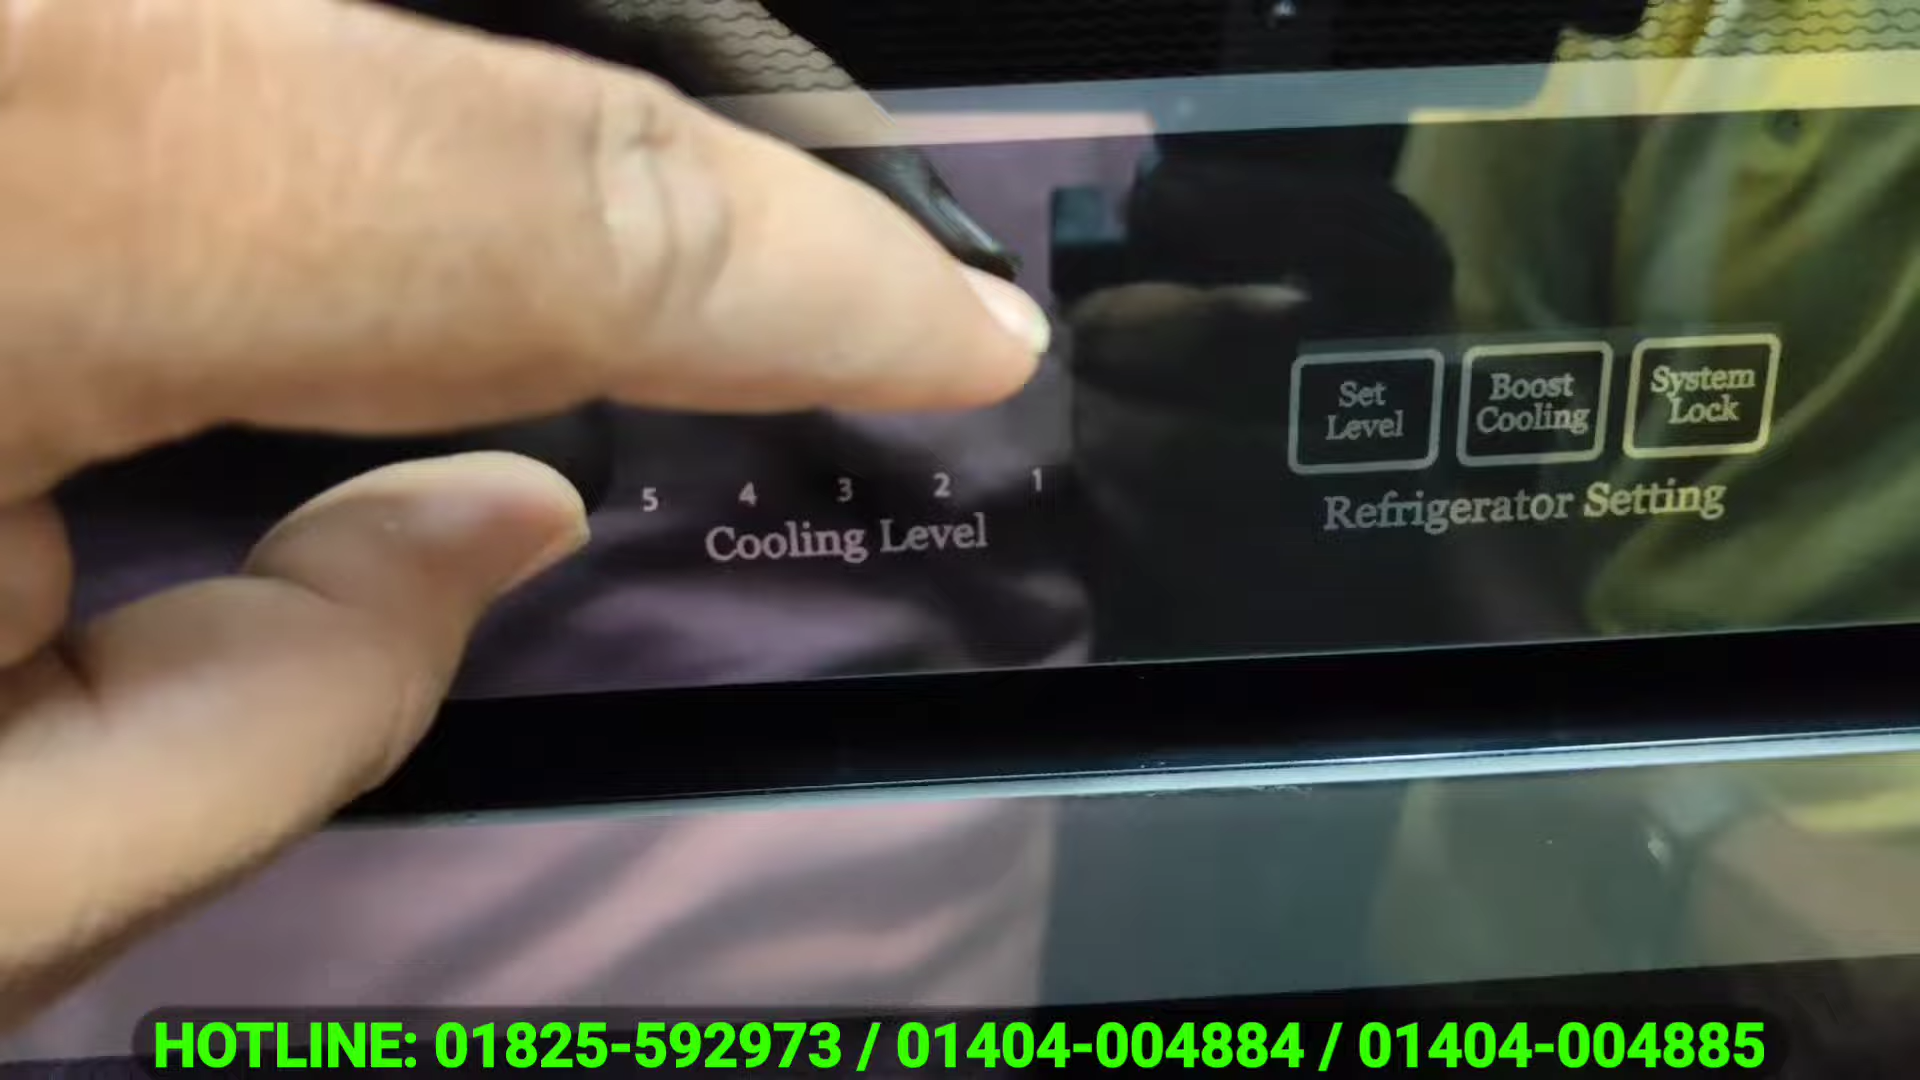 5 4 3 2 1
Cooling Level
Set
Level
Boost
Cooling
System
Lock
Refrigerator Setting
HOTLINE: 01825-592973 / 01404-004884 / 01404-004885